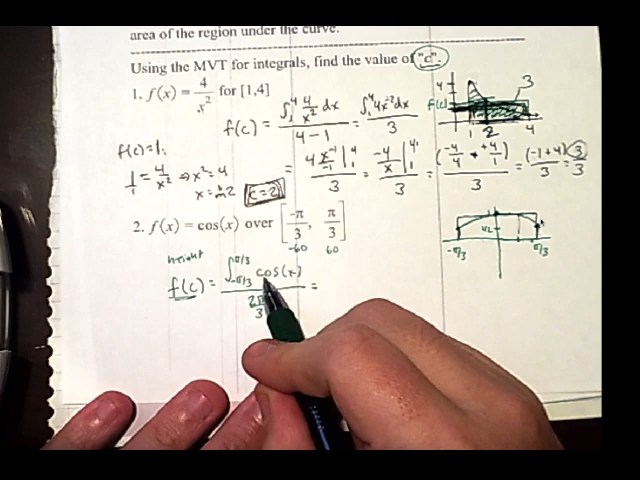 area of the region under the curve.
Using the MVT for integrals, find the value of "c".
1. f(x) = 4/x² for [1,4]
f(c) = ∫₁⁴ 4/x² dx / 4-1 = ∫₁⁴ 4x⁻² dx / 3
4 f(c) 1 2 4 3
f(c) = 1
= 4x⁻¹/-1 |₁⁴ / 3 = -4/x |₁⁴ / 3 = (-4/4 + +4/1) / 3 = (-1+4)/3 = 3/3
1/1 = 4/x² ⇒ x² = 4
x = 2 c = 2
2. f(x) = cos(x) over [-π/3, π/3]
-60 60
1/2 -π/3 π/3
height
f(c) = ∫ π/3 -π/3 cos(x) / 2π/3 =